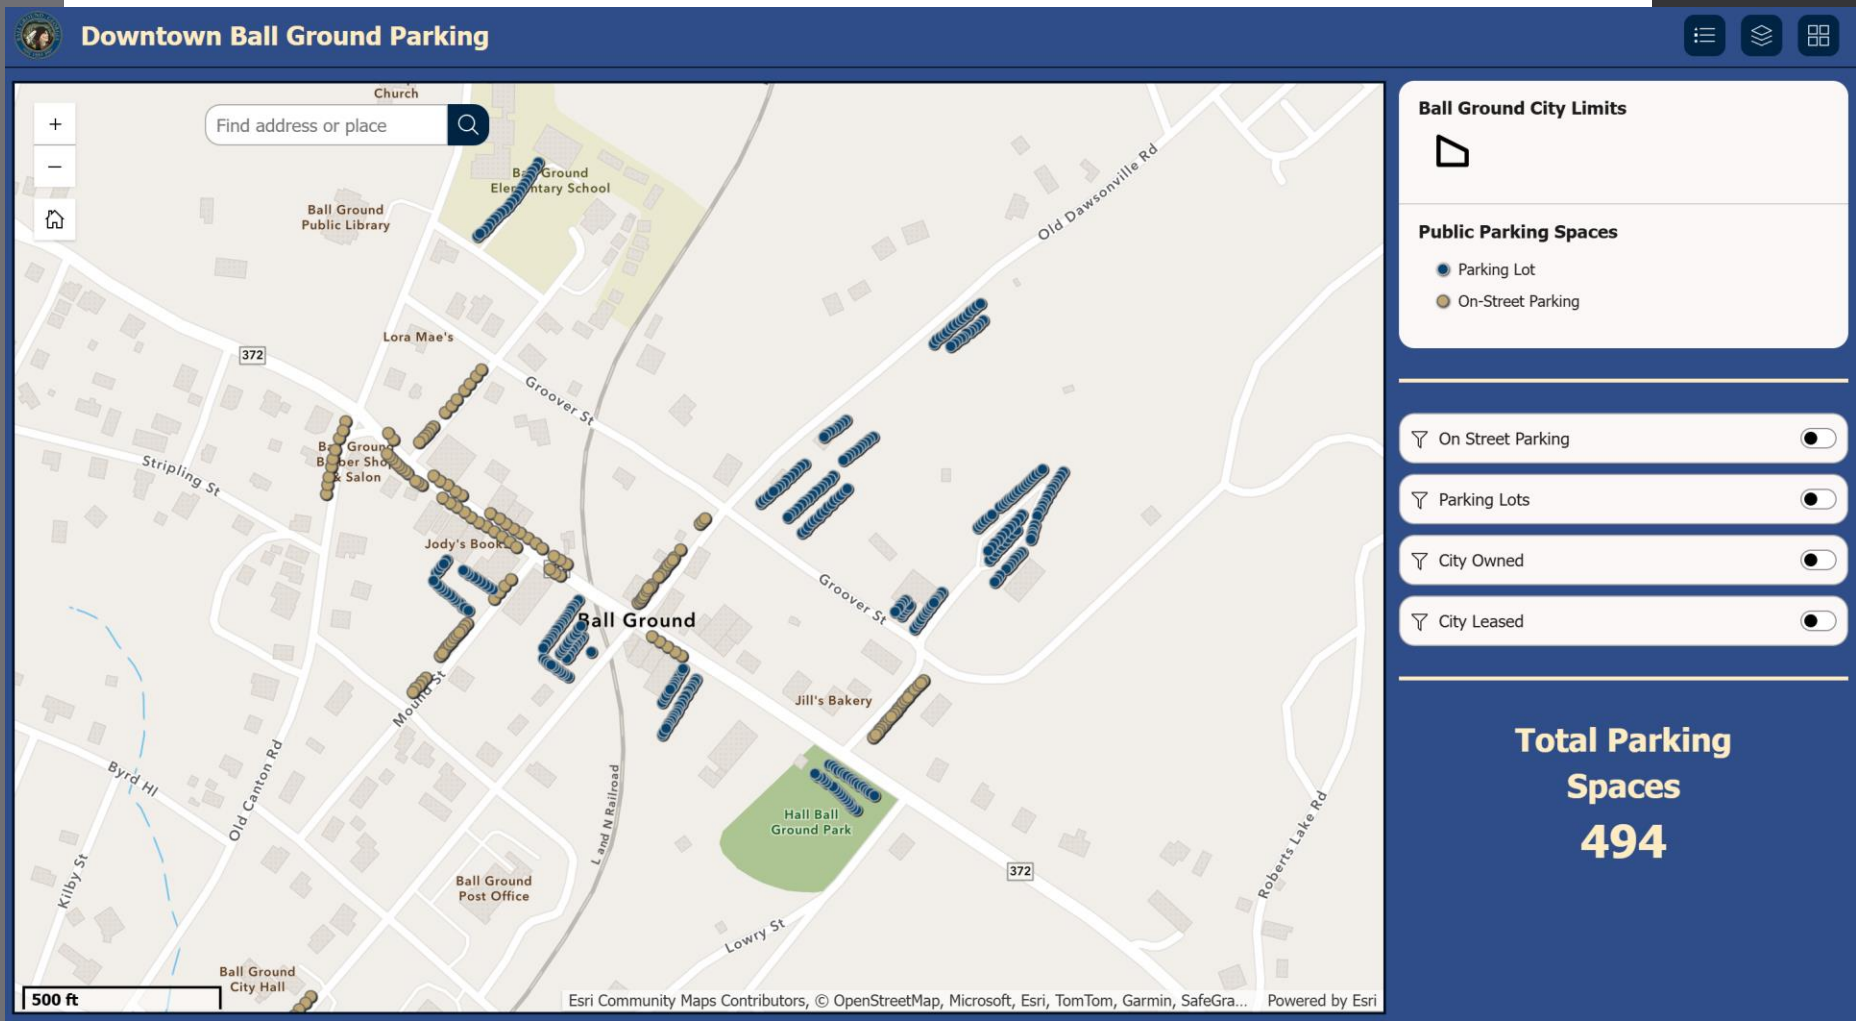 Downtown Ball Ground Parking
Church
+
Find address or place
−
Ball Ground
Elementary School
Old Dawsonville Rd
Ball Ground
Public Library
Lora Mae's
372
Groover St
Stripling St
Ball Ground
Barber Shop
& Salon
Jody's Books
Groover St
Ball Ground
Mound St
Jill's Bakery
Old Canton Rd
Byrd Hl
L and N Railroad
Hall Ball
Ground Park
Roberts Lake Rd
Kilby St
372
Ball Ground
Post Office
Lowry St
Ball Ground
City Hall
500 ft
Esri Community Maps Contributors, © OpenStreetMap, Microsoft, Esri, TomTom, Garmin, SafeGra...
Powered by Esri
Ball Ground City Limits
Public Parking Spaces
Parking Lot
On-Street Parking
On Street Parking
Parking Lots
City Owned
City Leased
Total Parking
Spaces
494